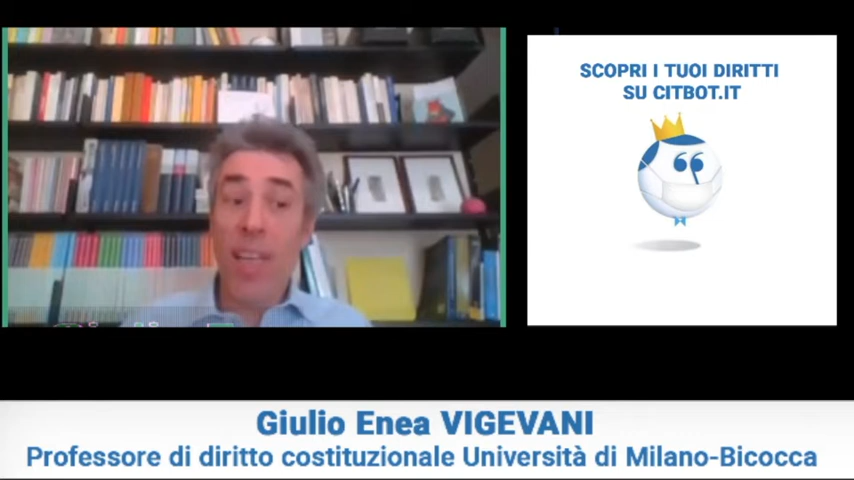 SCOPRI I TUOI DIRITTI
SU CITBOT.IT
Giulio Enea VIGEVANI
Professore di diritto costituzionale Università di Milano-Bicocca